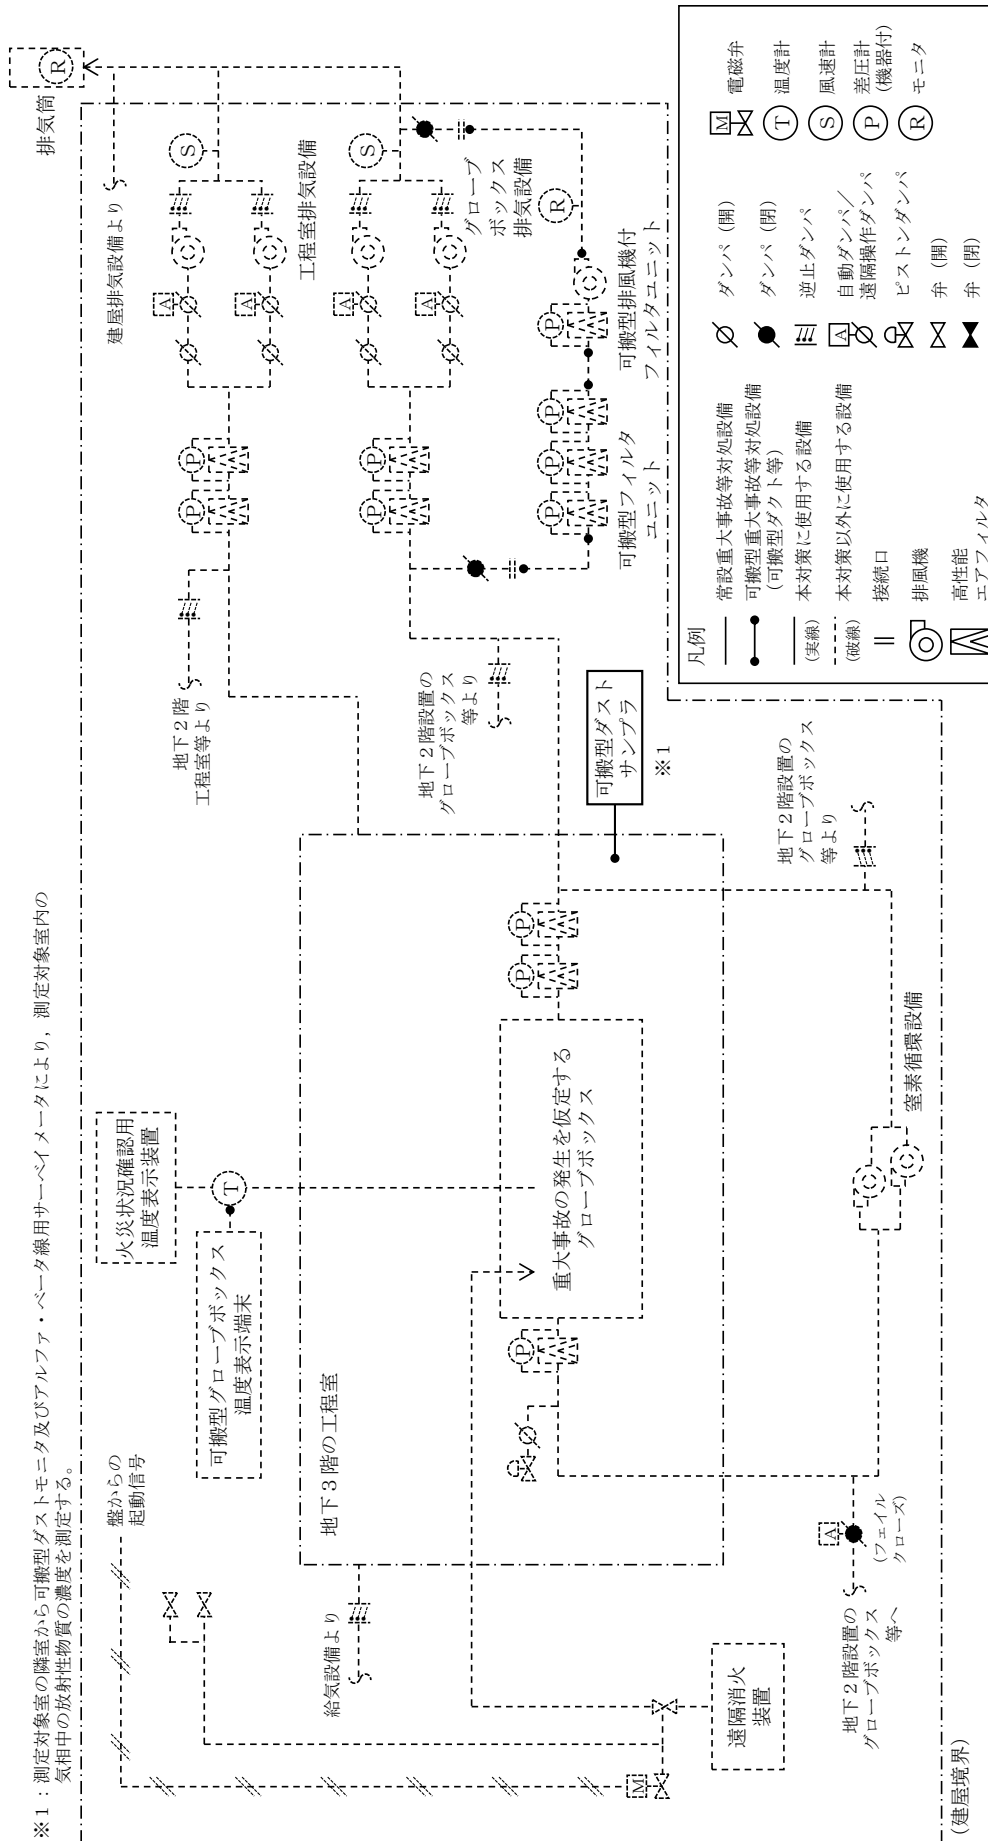 ※１：測定対象室の隣室から可搬型ダストモニタ及びアルファ・ベータ線用サーベイメータにより，測定対象室内の
気相中の放射性物質の濃度を測定する。
盤からの
起動信号
M
遠隔消火
装置
給気設備より
地下２階設置の
グローブボックス
等へ
A
(フェイル
クローズ)
(建屋境界)
地下３階の工程室
火災状況確認用
温度表示装置
T
可搬型グローブボックス
温度表示端末
P
重大事故の発生を仮定する
グローブボックス
P
P
窒素循環設備
地下２階設置の
グローブボックス
等より
可搬型ダスト
サンプラ
※１
地下２階
工程室等より
地下２階設置の
グローブボックス
等より
P
P
P
P
A
A
A
A
S
S
工程室排気設備
グローブ
ボックス
排気設備
建屋排気設備より
排気筒
R
P
P
P
可搬型フィルタ
ユニット
P
可搬型排風機付
フィルタユニット
R
凡例
常設重大事故等対処設備
可搬型重大事故等対処設備
(可搬型ダクト等)
(実線)
本対策に使用する設備
(破線)
本対策以外に使用する設備
接続口
排風機
高性能
エアフィルタ
ダンパ（開）
ダンパ（閉）
逆止ダンパ
A
自動ダンパ／
遠隔操作ダンパ
ピストンダンパ
弁（開）
弁（閉）
M
電磁弁
T
温度計
S
風速計
P
差圧計
(機器付)
R
モニタ